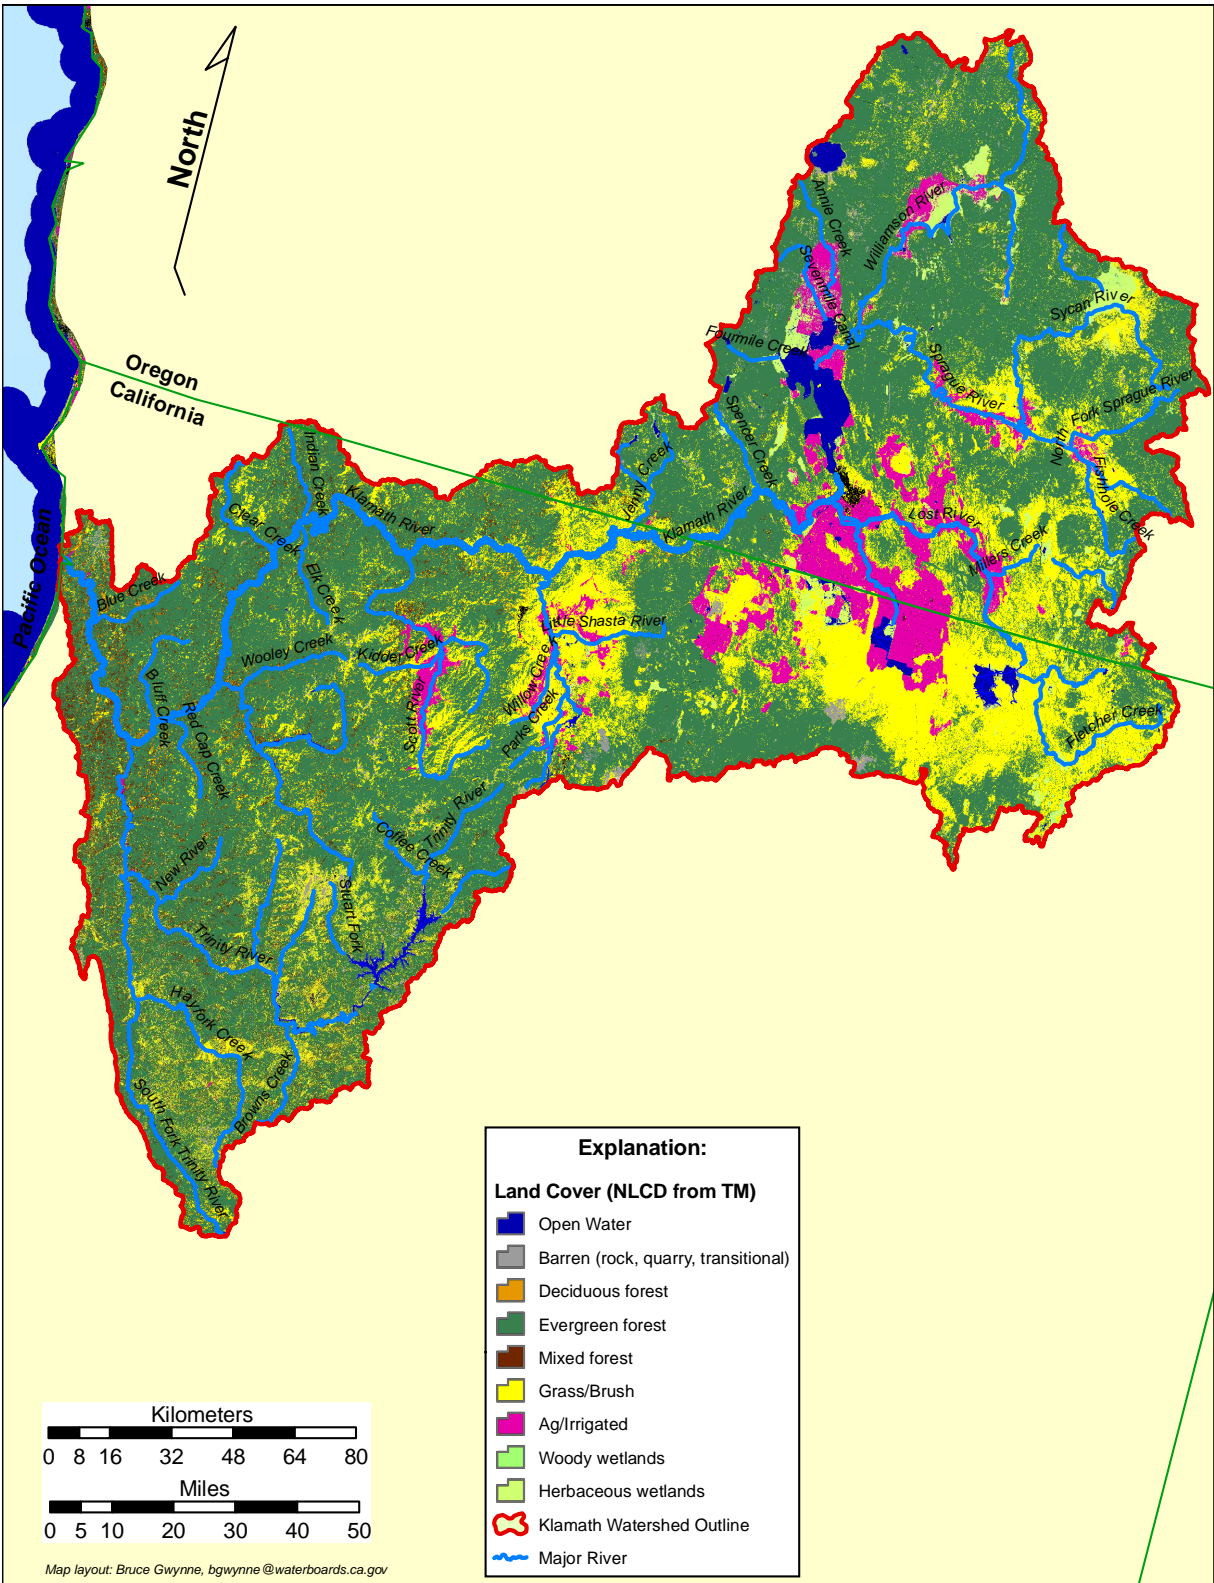 North
Annie Creek
Williamson River
Sevenmile Canal
Sycan River
Fourmile Creek
Sprague River
North Fork Sprague River
Oregon
California
Spencer Creek
Fishhole Creek
Indian Creek
Jenny Creek
Klamath River
Klamath River
Lost River
Clear Creek
Millers Creek
Pacific Ocean
Blue Creek
Elk Creek
Little Shasta River
Wooley Creek
Kidder Creek
Bluff Creek
Willow Creek
Scott River
Parks Creek
Red Cap Creek
Fletcher Creek
Trinity River
Coffee Creek
New River
Stuart Fork
Trinity River
Hayfork Creek
Browns Creek
South Fork Trinity River
Explanation:
Land Cover (NLCD from TM)
Open Water
Barren (rock, quarry, transitional)
Deciduous forest
Evergreen forest
Mixed forest
Grass/Brush
Ag/Irrigated
Woody wetlands
Herbaceous wetlands
Klamath Watershed Outline
Major River
Kilometers
0 8 16 32 48 64 80
Miles
0 5 10 20 30 40 50
Map layout: Bruce Gwynne, bgwynne@waterboards.ca.gov